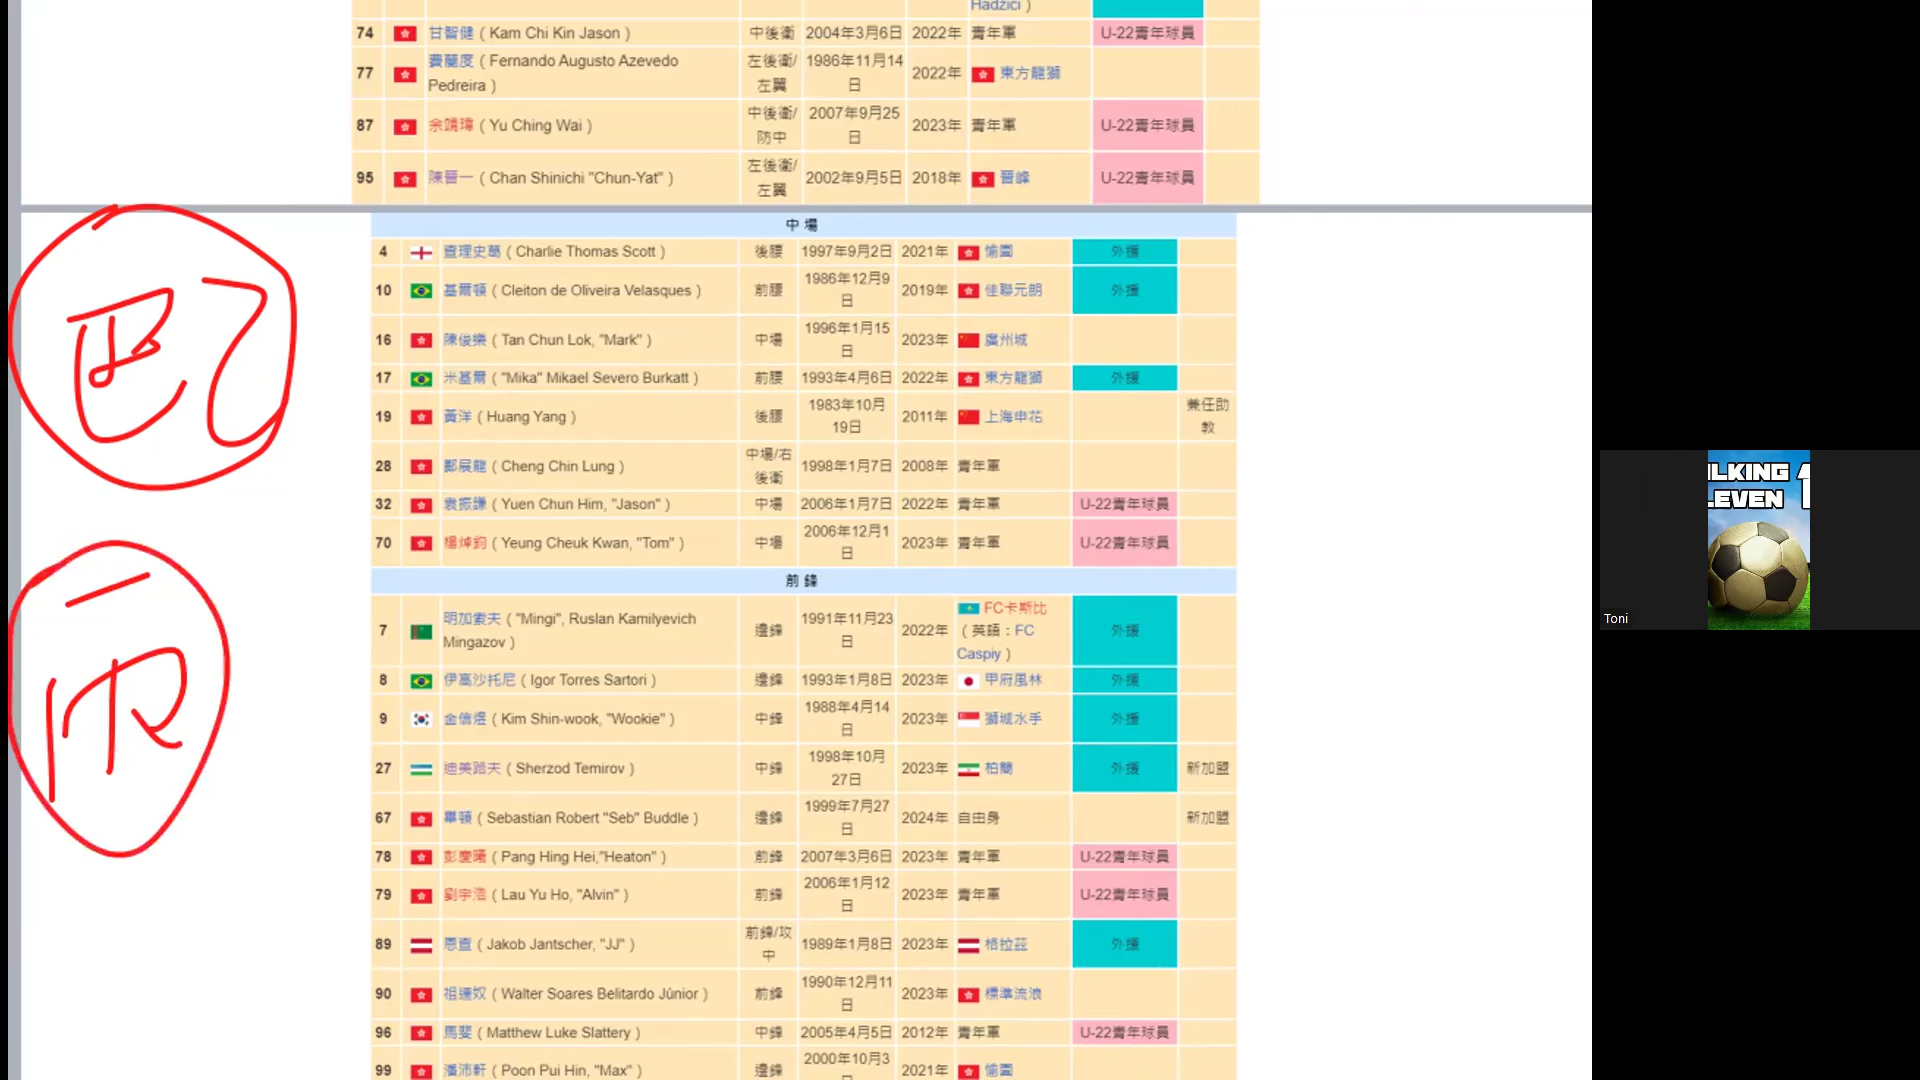 Hadzici )
74 甘智健 ( Kam Chi Kin Jason ) 中後衛 2004年3月6日 2022年 青年軍 U-22青年球員
77 費蘭度 ( Fernando Augusto Azevedo Pedreira ) 左後衛/左翼 1986年11月14日 2022年 東方龍獅
87 余靖瑋 ( Yu Ching Wai ) 中後衛/防中 2007年9月25日 2023年 青年軍 U-22青年球員
95 陳晉一 ( Chan Shinichi "Chun-Yat" ) 左後衛/左翼 2002年9月5日 2018年 晉峰 U-22青年球員
中場
4 查理史葛 ( Charlie Thomas Scott ) 後腰 1997年9月2日 2021年 愉園 外援
10 基爾頓 ( Cleiton de Oliveira Velasques ) 前腰 1986年12月9日 2019年 佳聯元朗 外援
16 陳俊樂 ( Tan Chun Lok, "Mark" ) 中場 1996年1月15日 2023年 廣州城
17 米基爾 ( "Mika" Mikael Severo Burkatt ) 前腰 1993年4月6日 2022年 東方龍獅 外援
19 黃洋 ( Huang Yang ) 後腰 1983年10月19日 2011年 上海申花 兼任助教
28 鄭展龍 ( Cheng Chin Lung ) 中場/右後衛 1998年1月7日 2008年 青年軍
32 袁振謙 ( Yuen Chun Him, "Jason" ) 中場 2006年1月7日 2022年 青年軍 U-22青年球員
70 楊焯鈞 ( Yeung Cheuk Kwan, "Tom" ) 中場 2006年12月1日 2023年 青年軍 U-22青年球員
前鋒
7 明加索夫 ( "Mingi", Ruslan Kamilyevich Mingazov ) 邊鋒 1991年11月23日 2022年 FC卡斯比 ( 英語：FC Caspiy ) 外援
8 伊高沙托尼 ( Igor Torres Sartori ) 邊鋒 1993年1月8日 2023年 甲府風林 外援
9 金信煜 ( Kim Shin-wook, "Wookie" ) 中鋒 1988年4月14日 2023年 獅城水手 外援
27 迪美路夫 ( Sherzod Temirov ) 中鋒 1998年10月27日 2023年 柏簡 外援 新加盟
67 畢頓 ( Sebastian Robert "Seb" Buddle ) 邊鋒 1999年7月27日 2024年 自由身 新加盟
78 彭慶曦 ( Pang Hing Hei,"Heaton" ) 前鋒 2007年3月6日 2023年 青年軍 U-22青年球員
79 劉宇浩 ( Lau Yu Ho, "Alvin" ) 前鋒 2006年1月12日 2023年 青年軍 U-22青年球員
89 恩查 ( Jakob Jantscher, "JJ" ) 前鋒/攻中 1989年1月8日 2023年 格拉茲 外援
90 祖連奴 ( Walter Soares Belitardo Júnior ) 前鋒 1990年12月11日 2023年 標準流浪
96 馬斐 ( Matthew Luke Slattery ) 中鋒 2005年4月5日 2012年 青年軍 U-22青年球員
99 潘沛軒 ( Poon Pui Hin, "Max" ) 邊鋒 2000年10月3日 2021年 愉園
LKING A
LEVEN
Toni